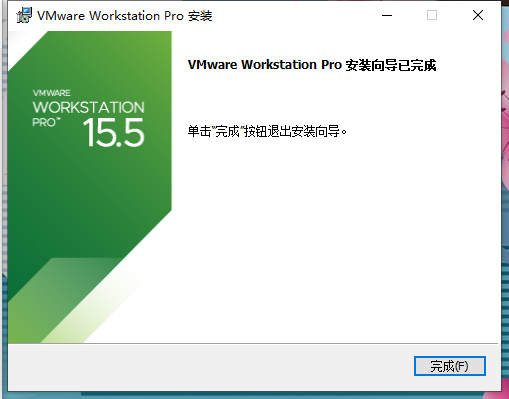 VMware Workstation Pro 安装
VMWARE
WORKSTATION
PRO™
15.5
VMware Workstation Pro 安装向导已完成
单击"完成"按钮退出安装向导。
完成(F)